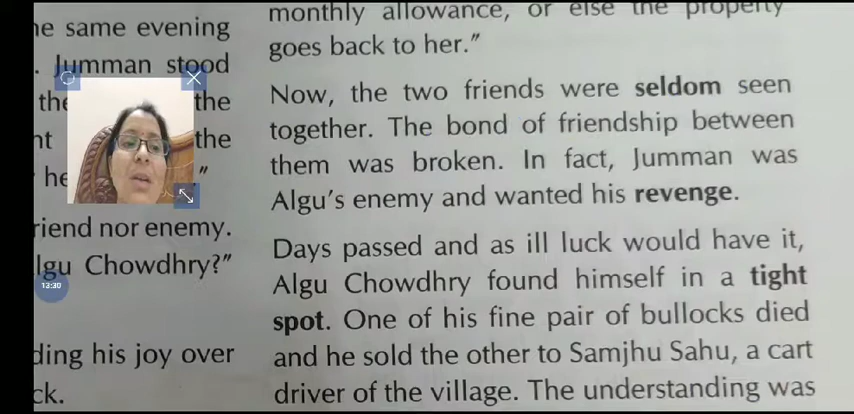 he same evening
. Jumman stood
the the
nt the
he ”
riend nor enemy.
lgu Chowdhry?”
13:30
ding his joy over
ck.
monthly allowance, or else the property
goes back to her.”
Now, the two friends were seldom seen
together. The bond of friendship between
them was broken. In fact, Jumman was
Algu’s enemy and wanted his revenge.
Days passed and as ill luck would have it,
Algu Chowdhry found himself in a tight
spot. One of his fine pair of bullocks died
and he sold the other to Samjhu Sahu, a cart
driver of the village. The understanding was